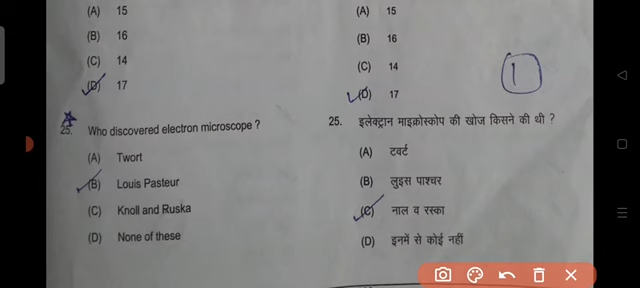 (A) 15
(B) 16
(C) 14
(D) 17
25. Who discovered electron microscope ?
(A) Twort
(B) Louis Pasteur
(C) Knoll and Ruska
(D) None of these
(A) 15
(B) 16
(C) 14
(D) 17
25. इलेक्ट्रान माइक्रोस्कोप की खोज किसने की थी ?
(A) टवर्ट
(B) लुइस पाश्चर
(C) नाल व रस्का
(D) इनमें से कोई नहीं
1